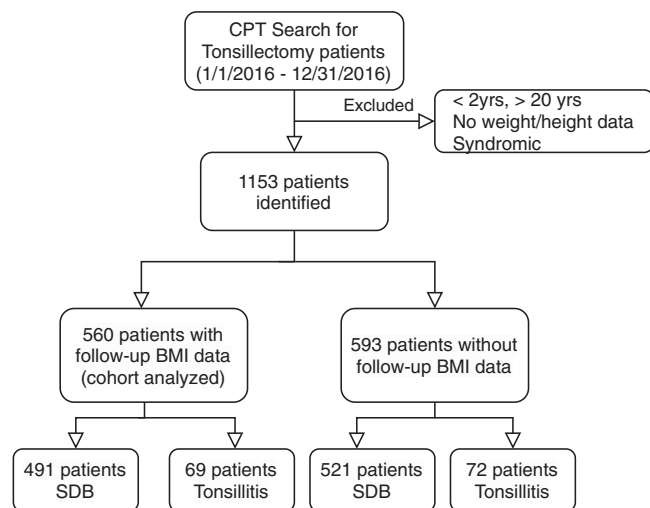 CPT Search for
Tonsillectomy patients
(1/1/2016 - 12/31/2016)
Excluded
< 2yrs, > 20 yrs
No weight/height data
Syndromic
1153 patients
identified
560 patients with
follow-up BMI data
(cohort analyzed)
593 patients without
follow-up BMI data
491 patients
SDB
69 patients
Tonsillitis
521 patients
SDB
72 patients
Tonsillitis